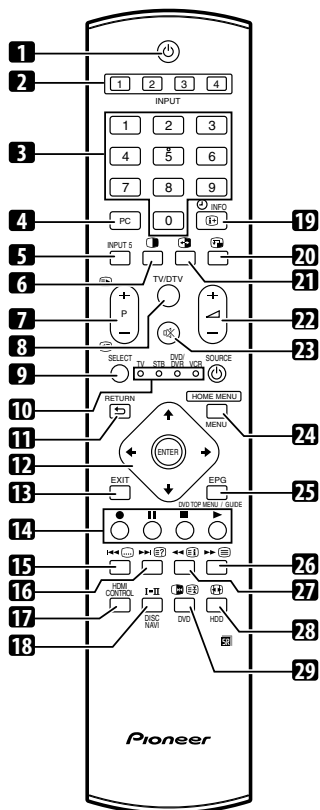 1
2
1 2 3 4
INPUT
3
1 2 3
4 5 6
7 8 9
4
PC
0
INFO
i+
19
INPUT 5
5
20
6
21
TV/DTV
7
+ P −
8
+ −
22
23
9
SELECT
TV STB DVD/DVR VCR
SOURCE
10
RETURN
11
HOME MENU
MENU
24
12
ENTER
EXIT
13
EPG
25
DVD TOP MENU / GUIDE
14
15
16
26
27
HDMI CONTROL
17
I-II
DISC NAVI
18
DVD
HDD
28
29
SR
Pioneer